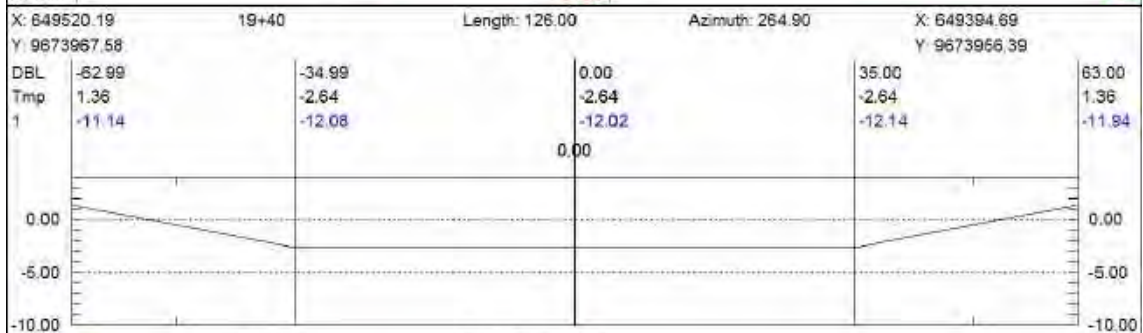 X: 649520.19 19+40 Length: 126.00 Azimuth: 264.90 X: 649394.69
Y: 9673967.58 Y: 9673956.39
DBL -62.99 -34.99 0.00 35.00 63.00
Tmp 1.36 -2.64 -2.64 -2.64 1.36
1 -11.14 -12.08 -12.02 -12.14 -11.94
0.00
0.00 0.00
-5.00 -5.00
-10.00 -10.00